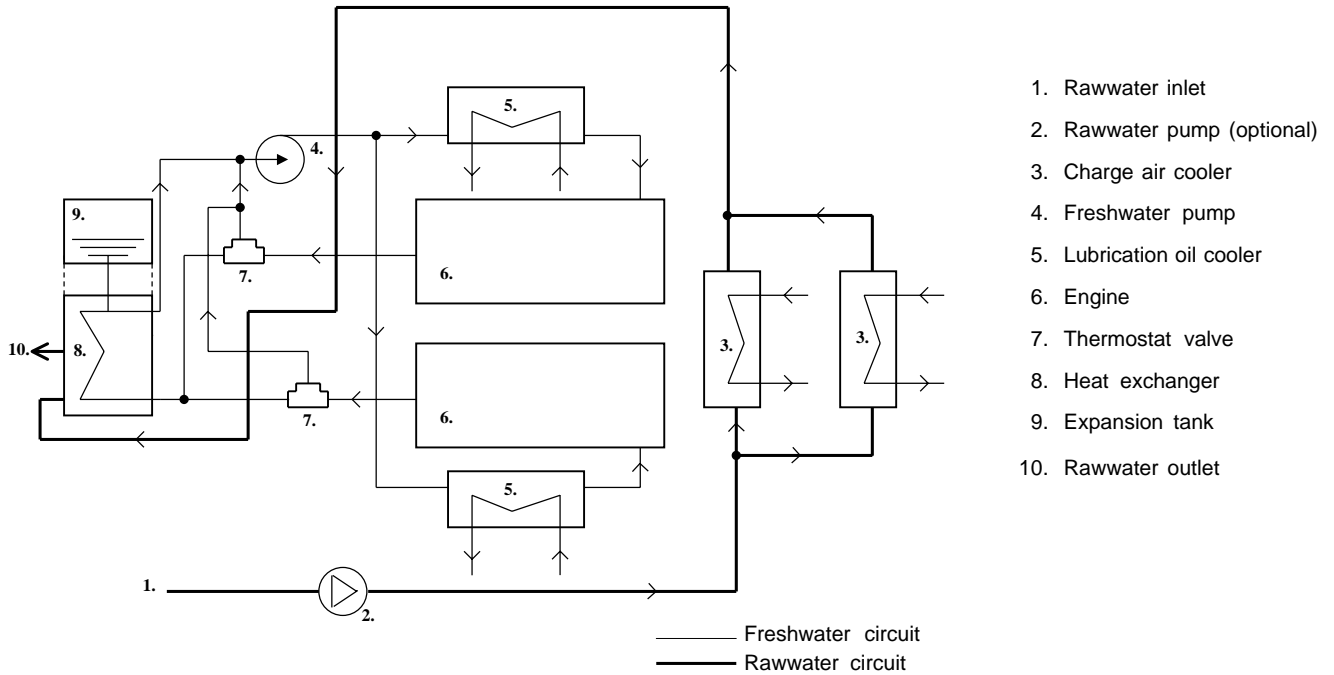 5.
4.
9.
7.
6.
3.
3.
10.
8.
7.
6.
5.
1.
2.
1. Rawwater inlet
2. Rawwater pump (optional)
3. Charge air cooler
4. Freshwater pump
5. Lubrication oil cooler
6. Engine
7. Thermostat valve
8. Heat exchanger
9. Expansion tank
10. Rawwater outlet
Freshwater circuit
Rawwater circuit